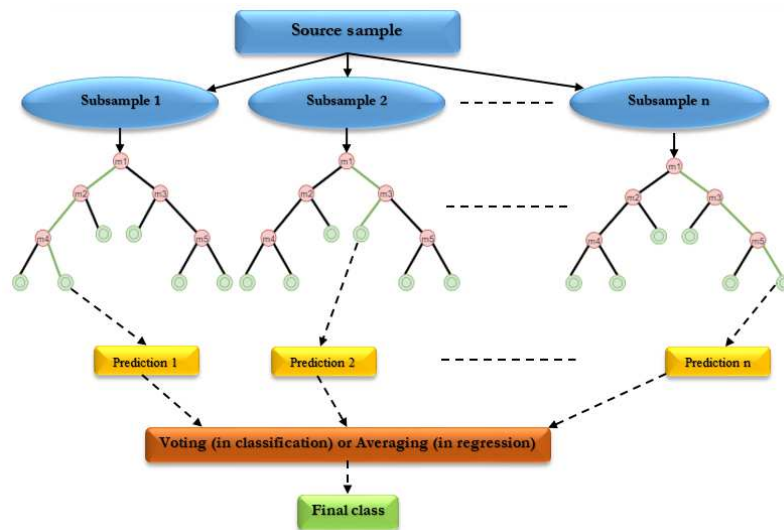 Source sample
Subsample 1
Subsample 2
Subsample n
m1
m1
m1
m2
m3
m2
m3
m2
m3
m4
m5
m4
m5
m4
m5
Prediction 1
Prediction 2
Prediction n
Voting (in classification) or Averaging (in regression)
Final class